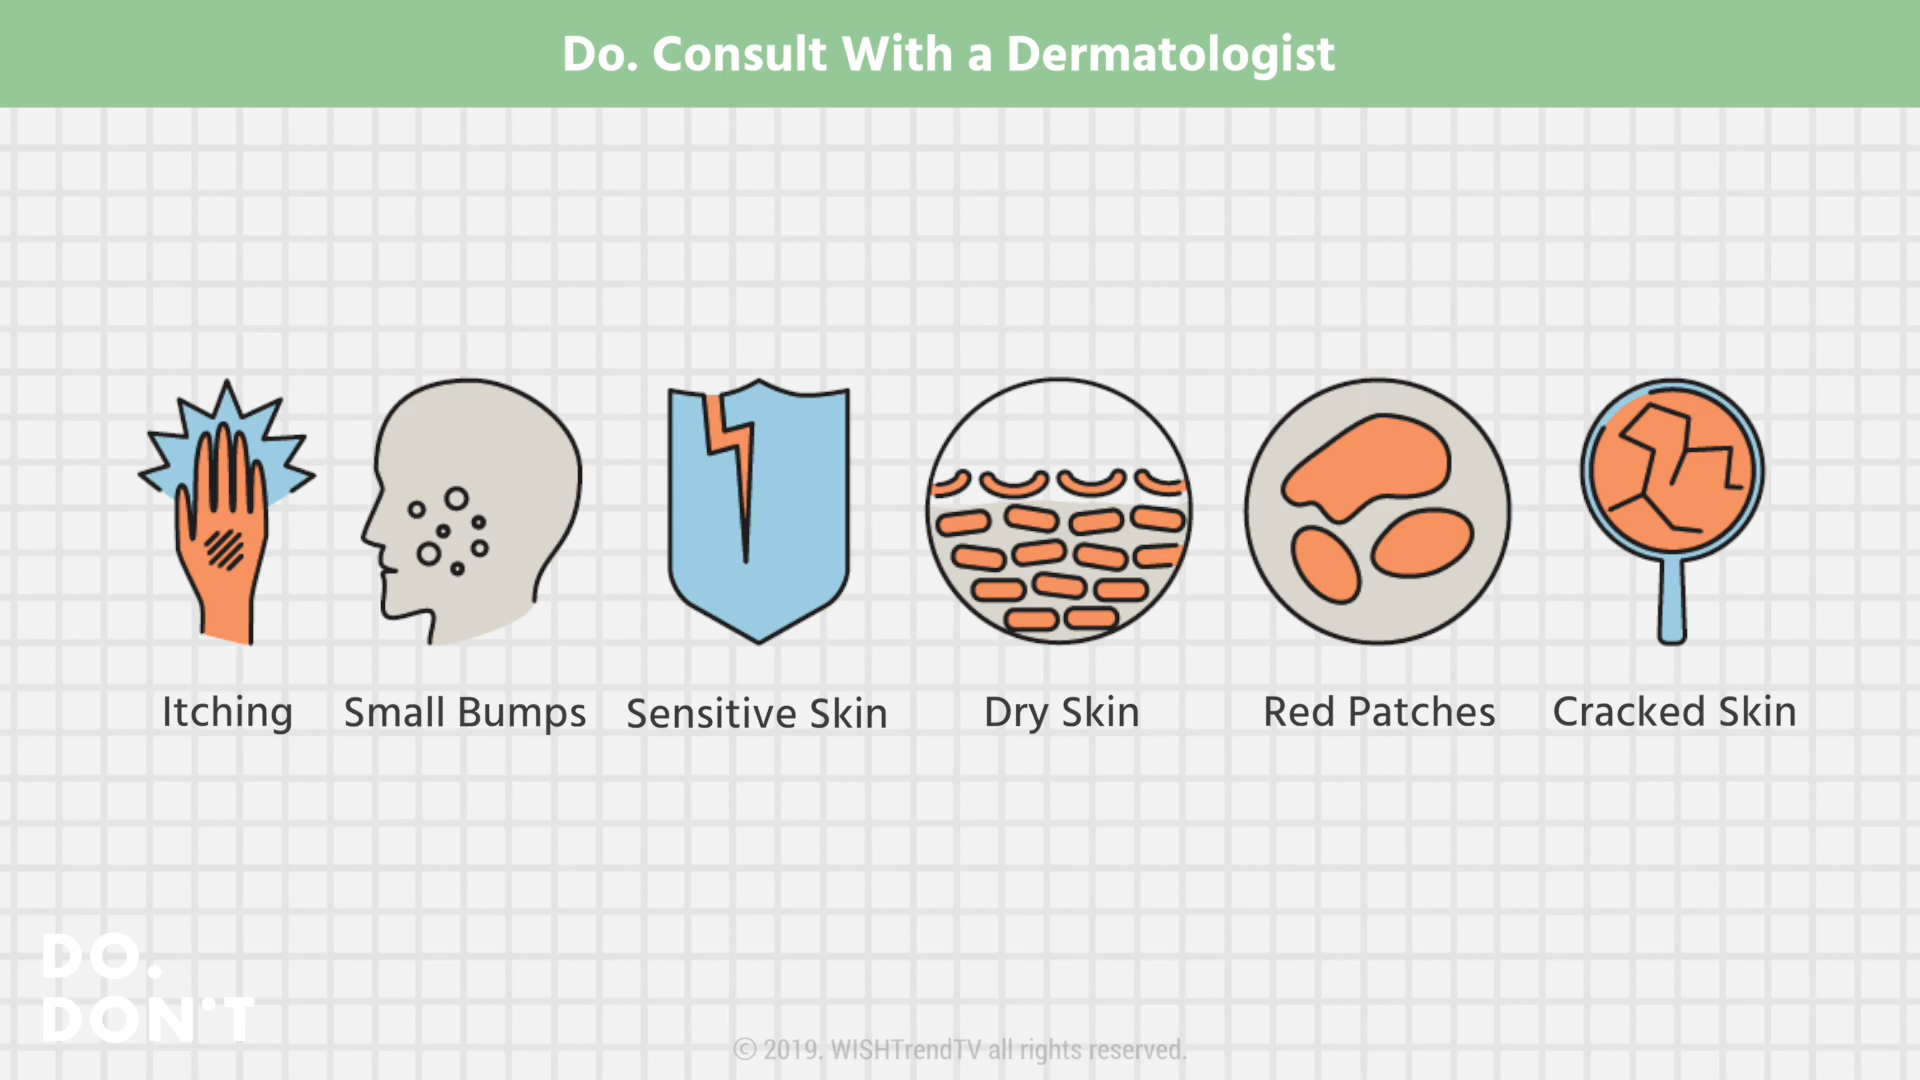 Do. Consult With a Dermatologist
Itching
Small Bumps
Sensitive Skin
Dry Skin
Red Patches
Cracked Skin
DO.
DON'T
© 2019. WISHTrendTV all rights reserved.